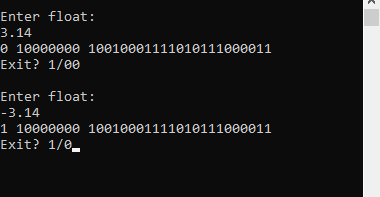 Enter float:
3.14
0 10000000 10010001111010111000011
Exit? 1/00
Enter float:
-3.14
1 10000000 10010001111010111000011
Exit? 1/0